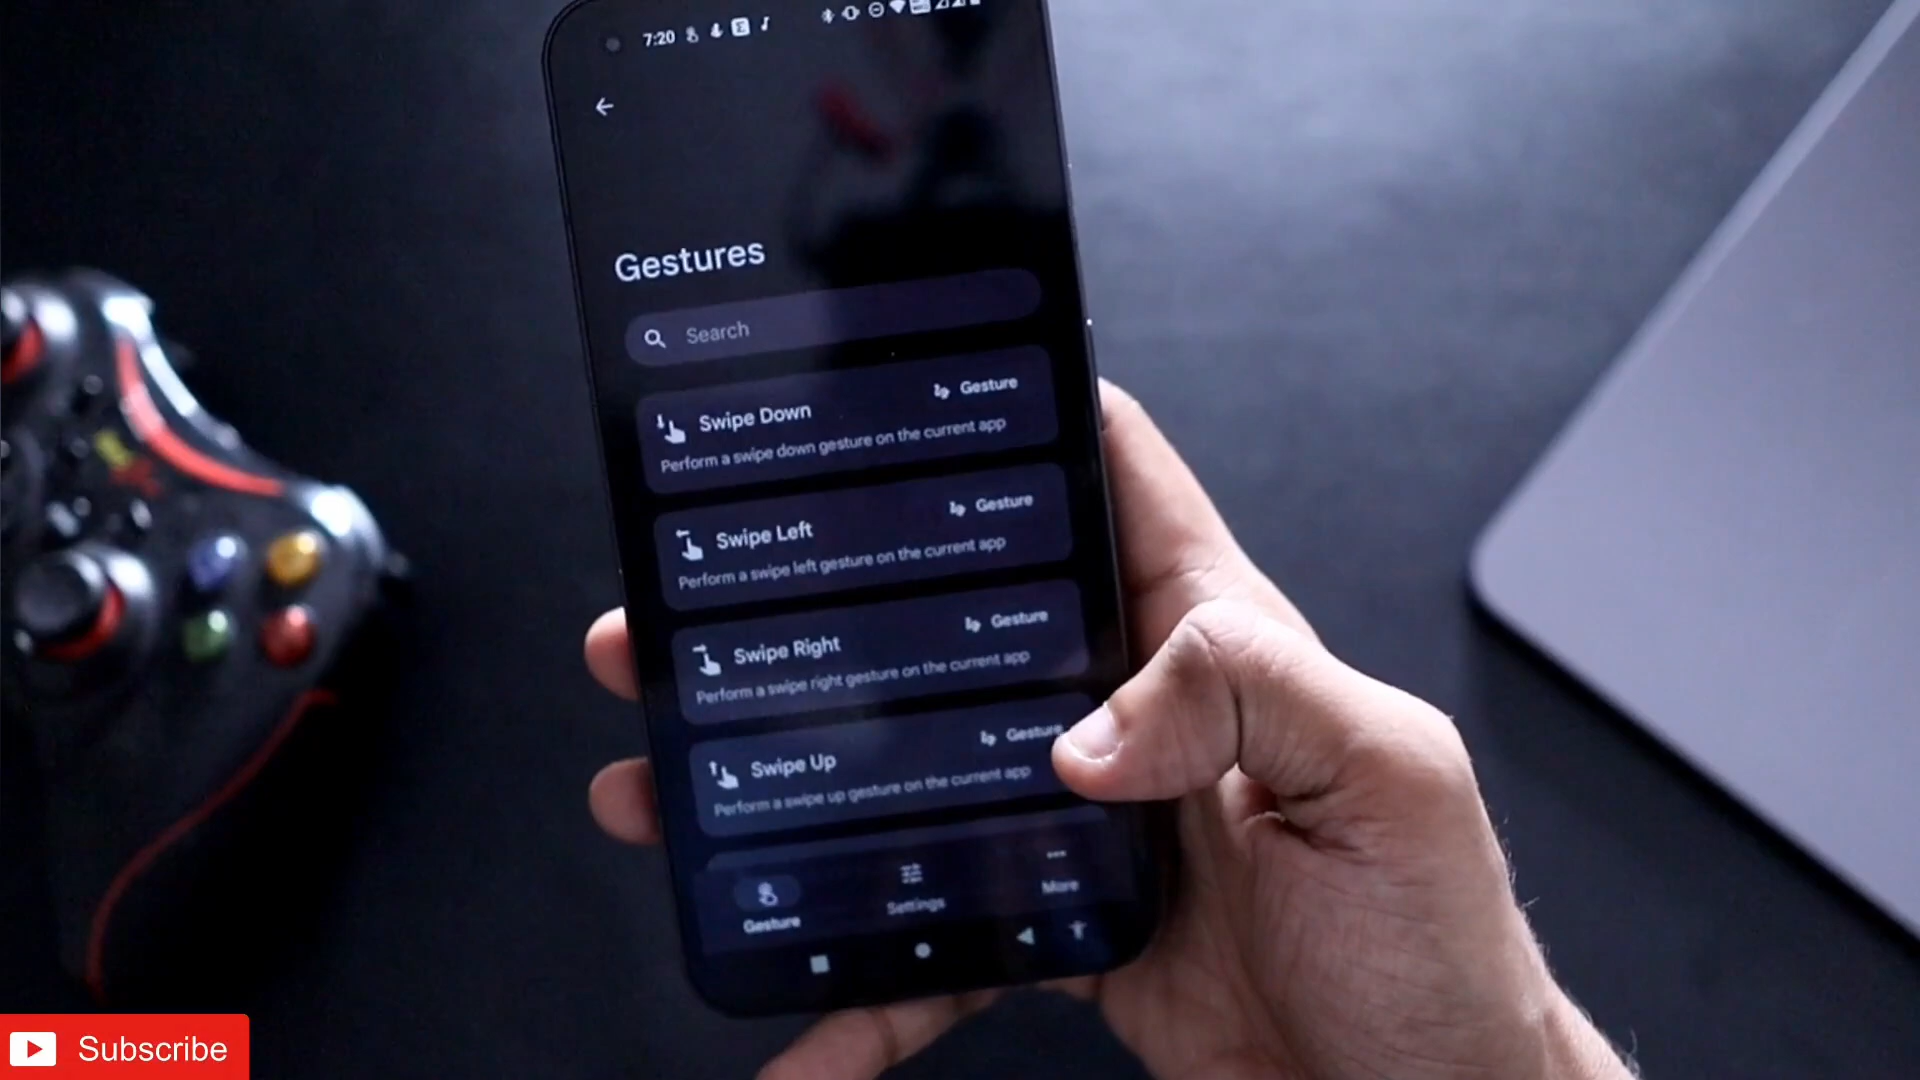 7:20
Gestures
Search
Gesture
Swipe Down
Perform a swipe down gesture on the current app
Gesture
Swipe Left
Perform a swipe left gesture on the current app
Gesture
Swipe Right
Perform a swipe right gesture on the current app
Gesture
Swipe Up
Perform a swipe up gesture on the current app
Gesture
Settings
More
Subscribe